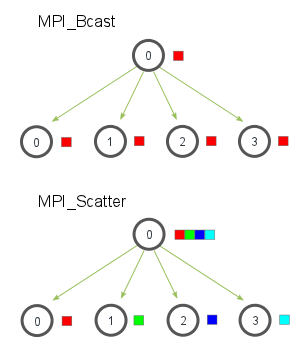 MPI_Bcast
0
0 1 2 3
MPI_Scatter
0
0 1 2 3